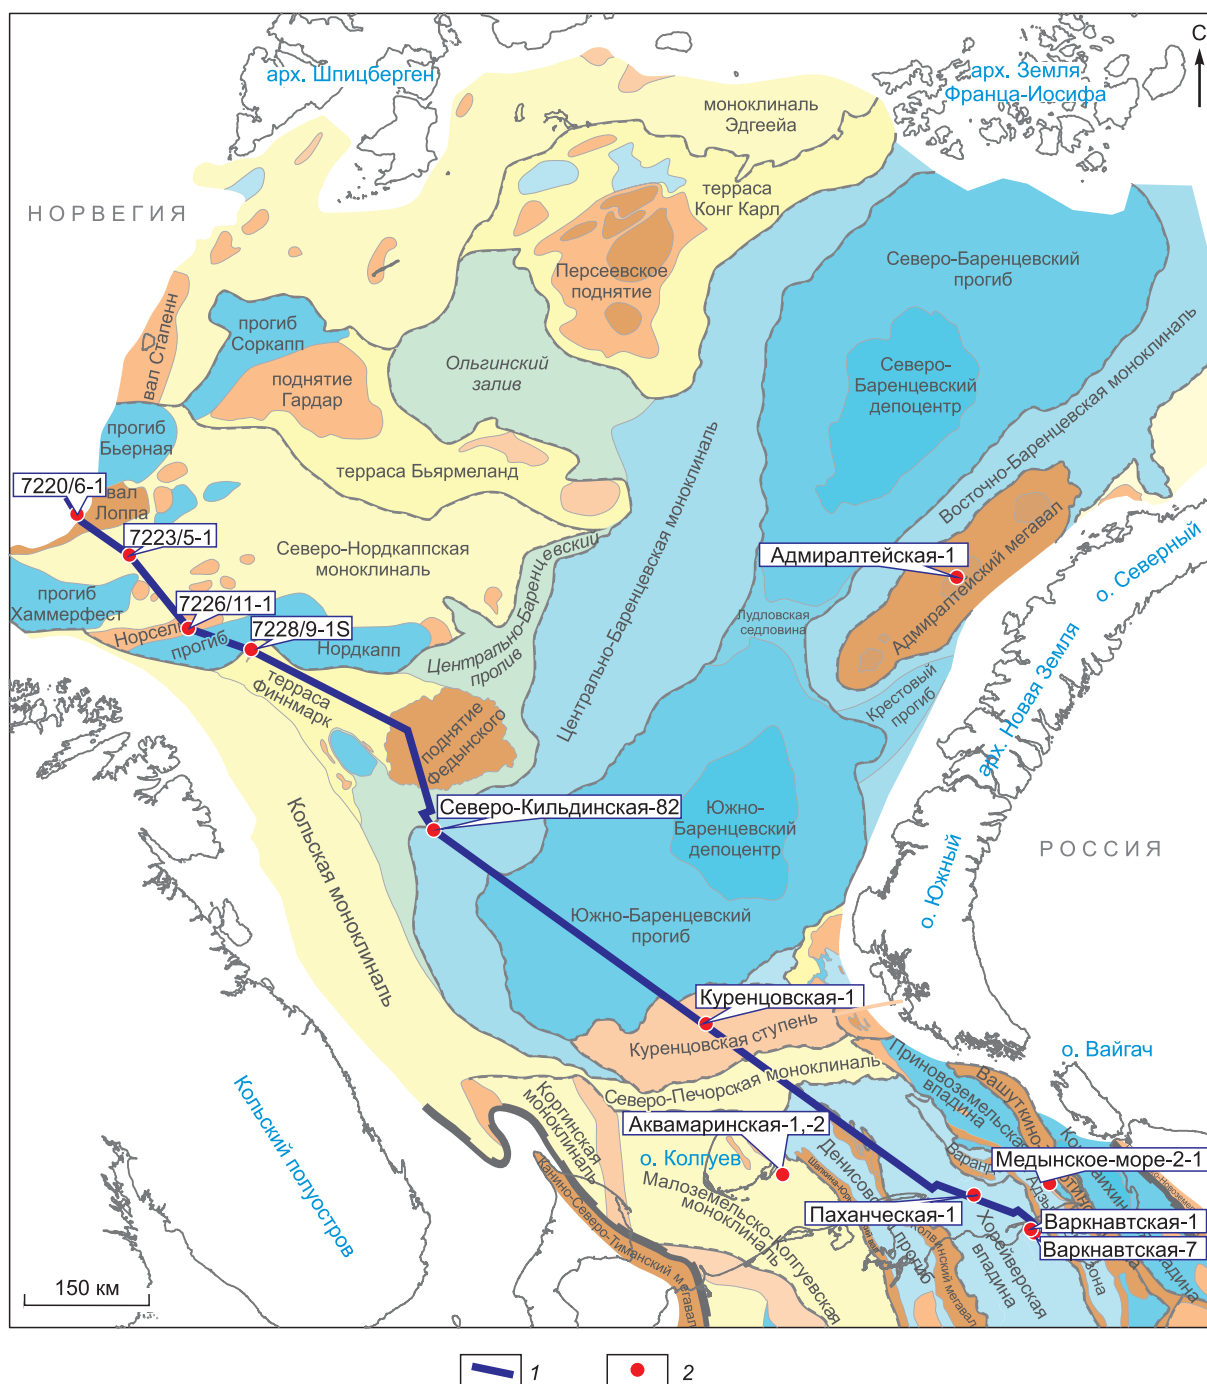 С
арх. Шпицберген
арх. Земля
Франца-Иосифа
моноклиналь
Эдгеейа
НОРВЕГИЯ
терраса
Конг Карл
Персеевское
поднятие
Северо-Баренцевский
прогиб
вал Стапенн
прогиб
Соркапп
поднятие
Гардар
Ольгинский
залив
Северо-
Баренцевский
депоцентр
Восточно-Баренцевская моноклиналь
прогиб
Бьерная
терраса Бьярмеланд
Центрально-Баренцевская моноклиналь
7220/6-1
вал
Лоппа
7223/5-1
Северо-Нордкаппская
моноклиналь
Центрально-Баренцевский
пролив
Адмиралтейская-1
Адмиралтейский мегавал
о. Северный
прогиб
Хаммерфест
7226/11-1
Норсел
прогиб
7228/9-1S
Нордкапп
Лудловская
седловина
Крестовый
прогиб
арх. Новая Земля
терраса
Финнмарк
поднятие
Федынского
Северо-Кильдинская-82
Южно-
Баренцевский
депоцентр
РОССИЯ
о. Южный
Кольская моноклиналь
Южно-Баренцевский
прогиб
Куренцовская-1
Куренцовская ступень
о. Вайгач
Приновоземельская
впадина
Северо-Печорская моноклиналь
Кольский полуостров
Коргинская
моноклиналь
Аквамаринская-1,-2
о. Колгуев
Малоземельско-Колгуевская
моноклиналь
Медынское-море-2-1
Паханческая-1
Варкнавтская-1
Варкнавтская-7
Хорейверская
впадина
прогиб
Канино-Северо-Тиманский мегавал
150 км
1
2